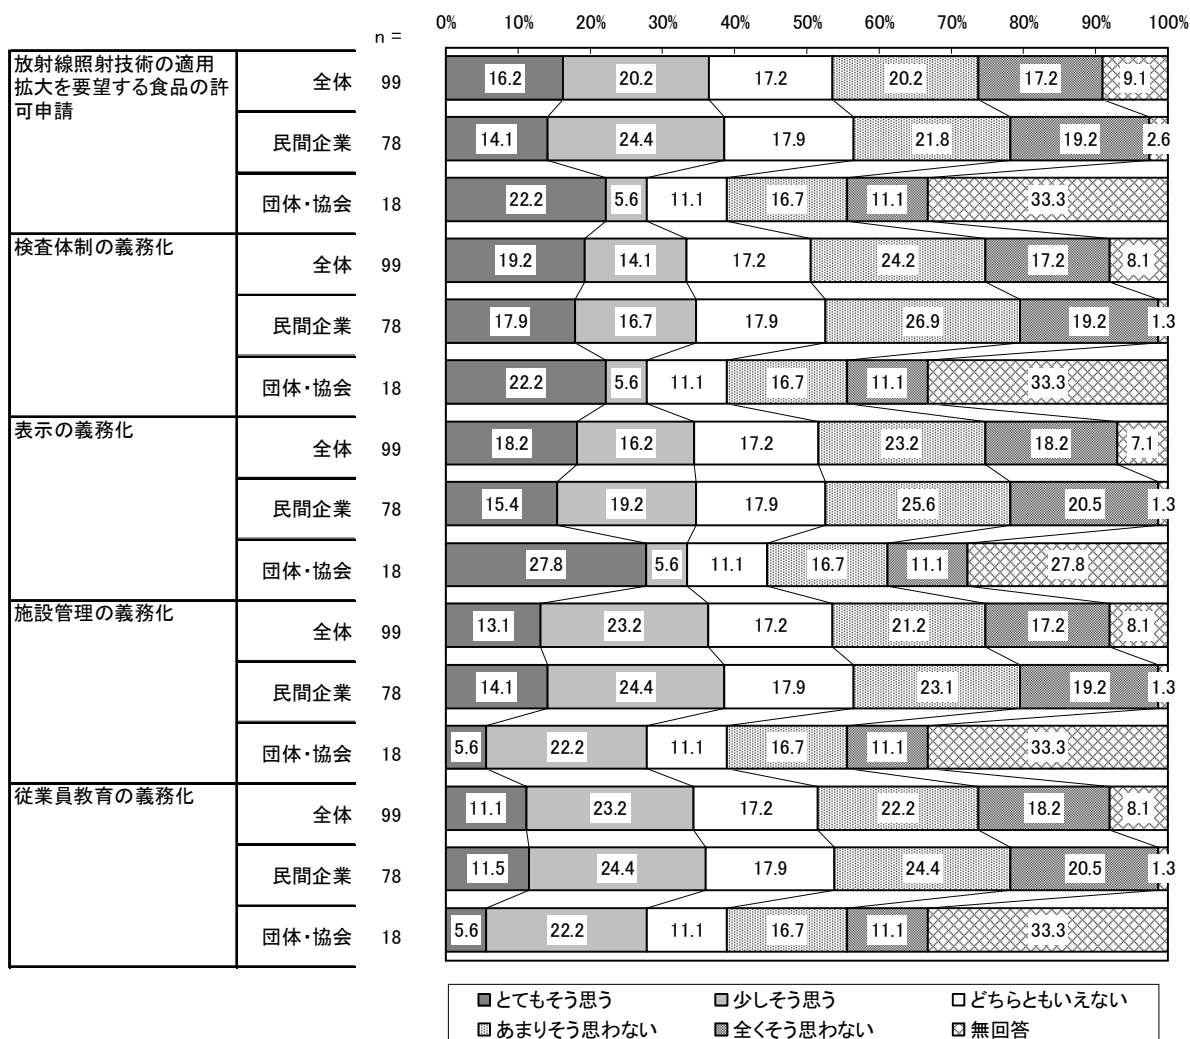 0% 10% 20% 30% 40% 50% 60% 70% 80% 90% 100%
n =
放射線照射技術の適用
拡大を要望する食品の許
可申請
全体 99 16.2 20.2 17.2 20.2 17.2 9.1
民間企業 78 14.1 24.4 17.9 21.8 19.2 2.6
団体・協会 18 22.2 5.6 11.1 16.7 11.1 33.3
検査体制の義務化
全体 99 19.2 14.1 17.2 24.2 17.2 8.1
民間企業 78 17.9 16.7 17.9 26.9 19.2 1.3
団体・協会 18 22.2 5.6 11.1 16.7 11.1 33.3
表示の義務化
全体 99 18.2 16.2 17.2 23.2 18.2 7.1
民間企業 78 15.4 19.2 17.9 25.6 20.5 1.3
団体・協会 18 27.8 5.6 11.1 16.7 11.1 27.8
施設管理の義務化
全体 99 13.1 23.2 17.2 21.2 17.2 8.1
民間企業 78 14.1 24.4 17.9 23.1 19.2 1.3
団体・協会 18 5.6 22.2 11.1 16.7 11.1 33.3
従業員教育の義務化
全体 99 11.1 23.2 17.2 22.2 18.2 8.1
民間企業 78 11.5 24.4 17.9 24.4 20.5 1.3
団体・協会 18 5.6 22.2 11.1 16.7 11.1 33.3
とてもそう思う 少しそう思う どちらともいえない
あまりそう思わない 全くそう思わない 無回答